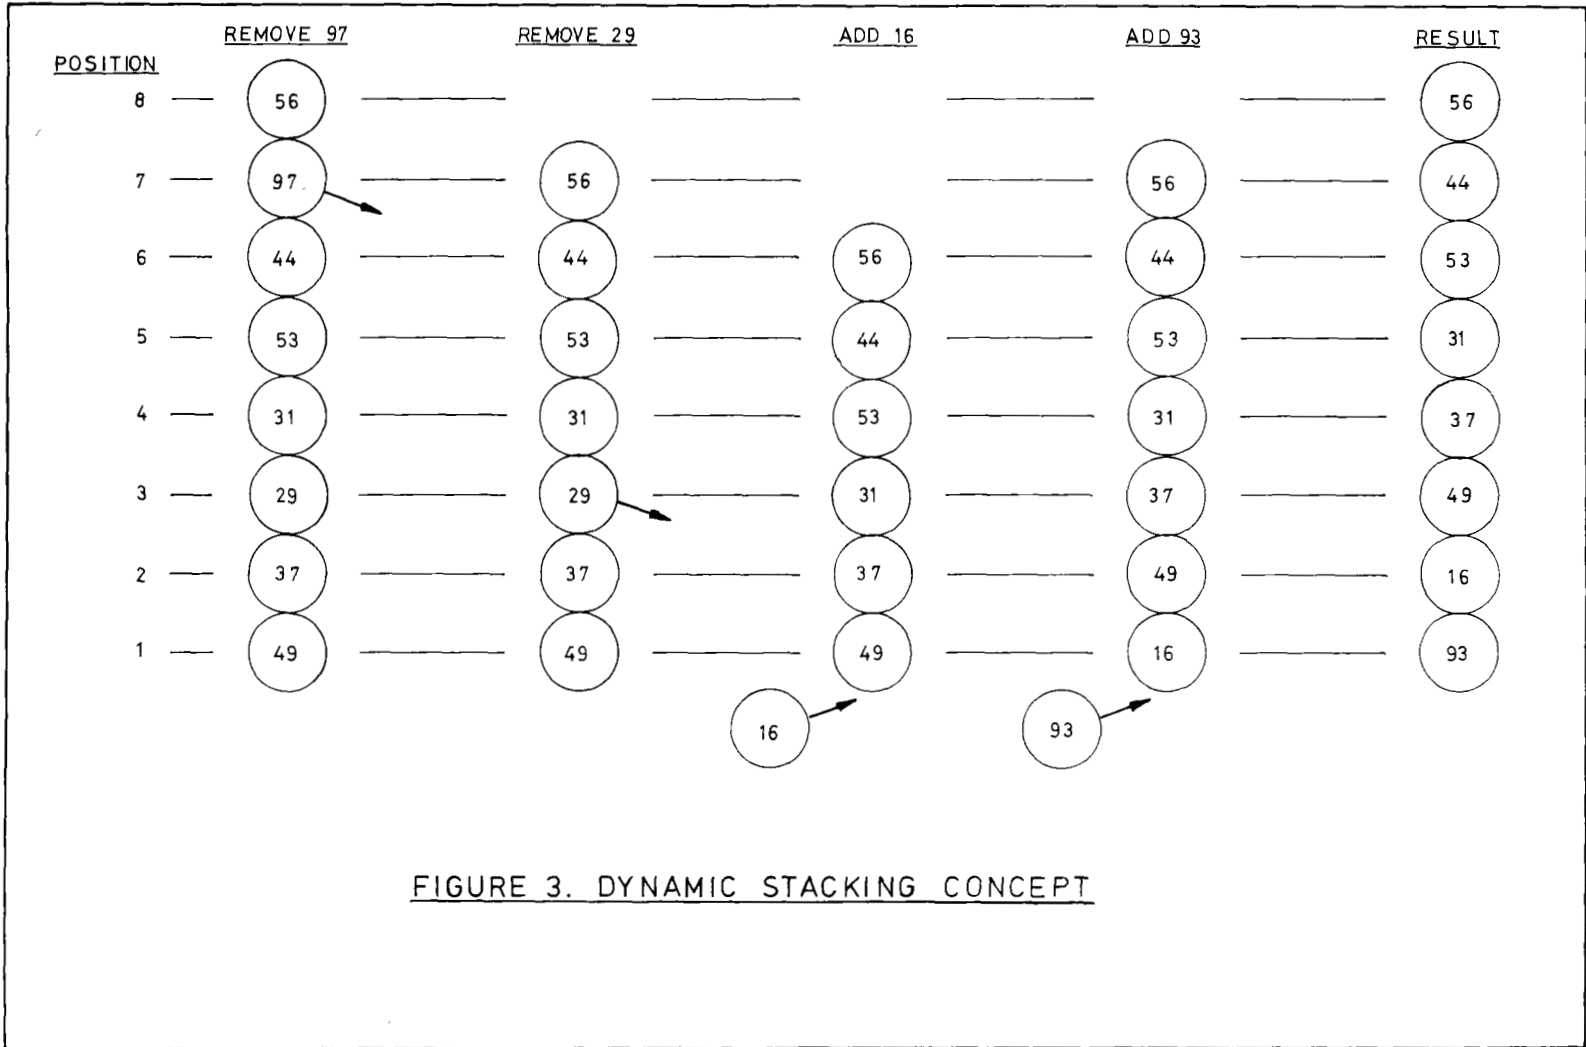 REMOVE 97 REMOVE 29 ADD 16 ADD 93 RESULT
POSITION
8 56 56
7 97 56 56 44
6 44 44 56 44 53
5 53 53 44 53 31
4 31 31 53 31 37
3 29 29 31 37 49
2 37 37 37 49 16
1 49 49 49 16 93
16 93
FIGURE 3. DYNAMIC STACKING CONCEPT